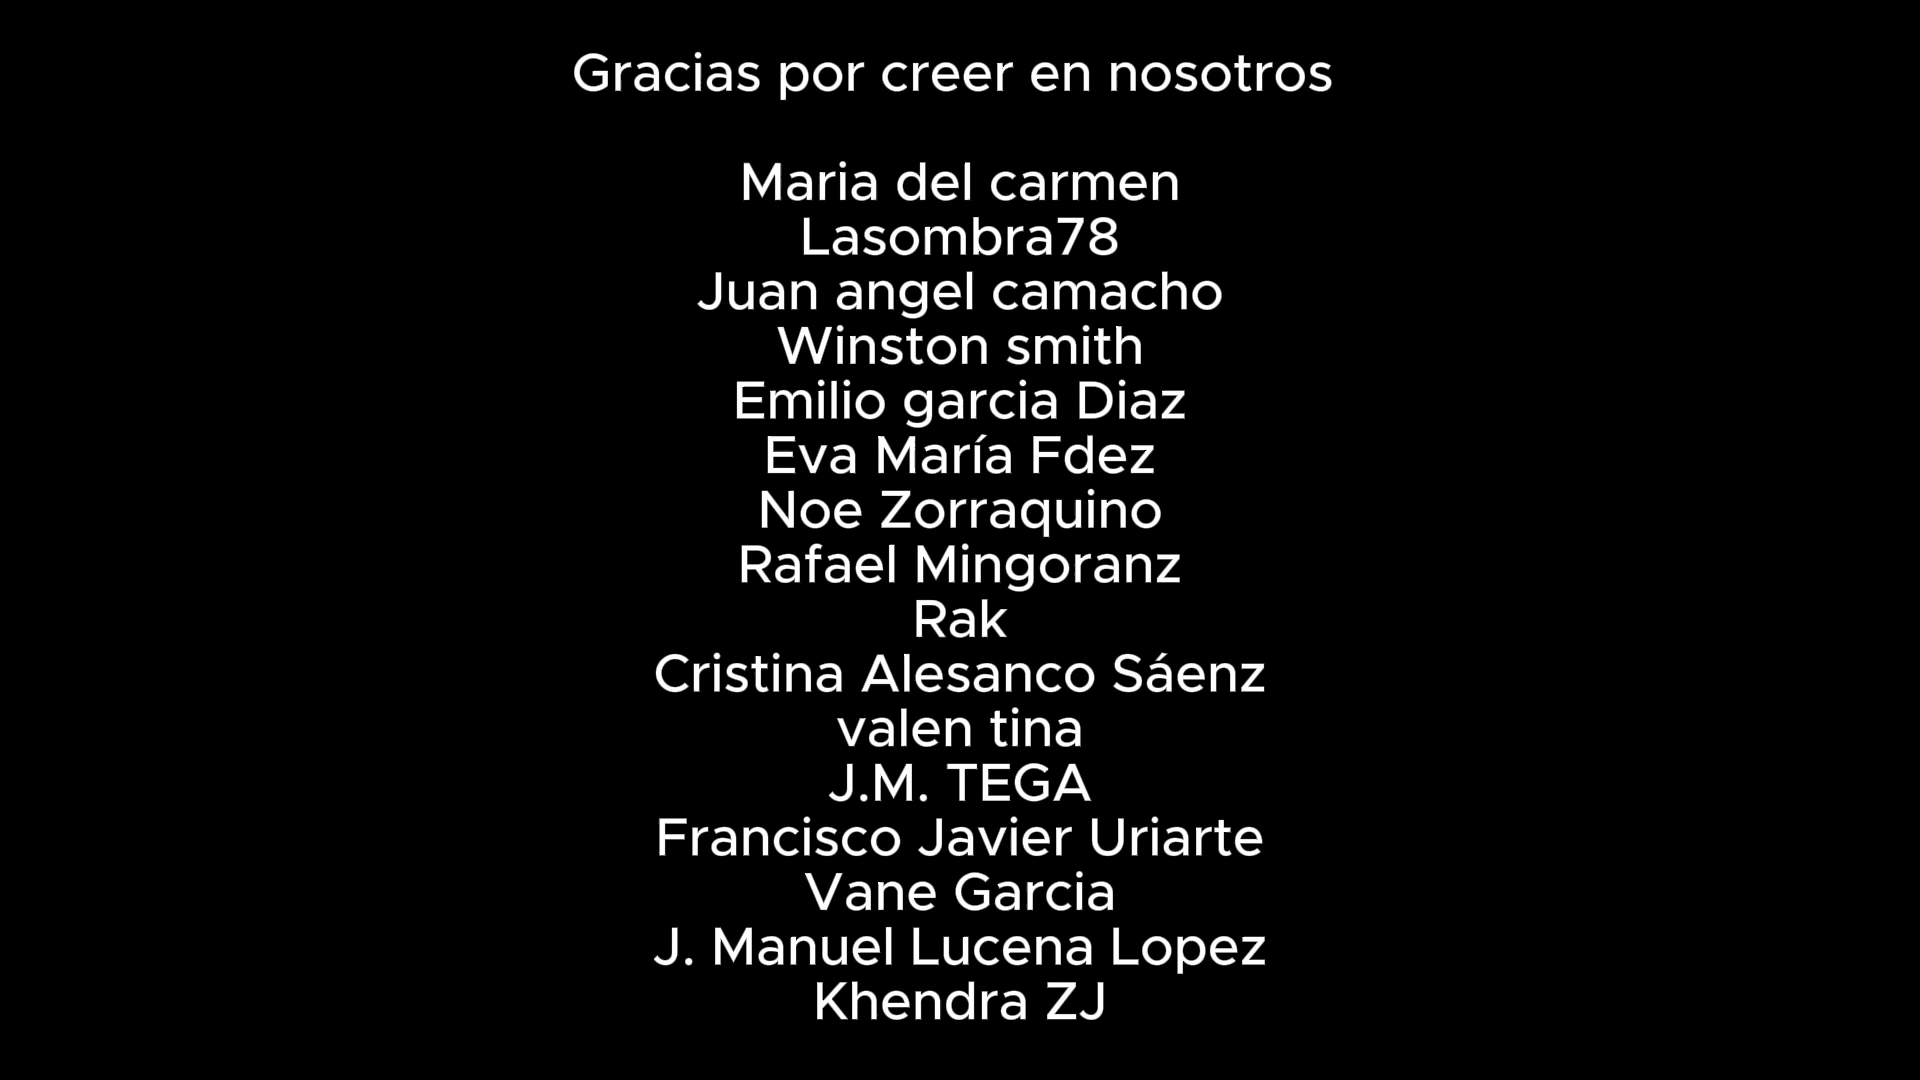 Gracias por creer en nosotros
Maria del carmen
Lasombra78
Juan angel camacho
Winston smith
Emilio garcia Diaz
Eva María Fdez
Noe Zorraquino
Rafael Mingoranz
Rak
Cristina Alesanco Sáenz
valen tina
J.M. TEGA
Francisco Javier Uriarte
Vane Garcia
J. Manuel Lucena Lopez
Khendra ZJ